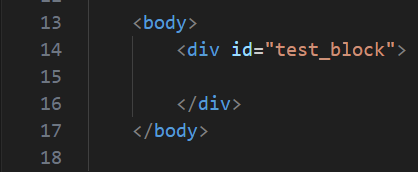 13 <body>
14 <div id="test_block">
15
16 </div>
17 </body>
18